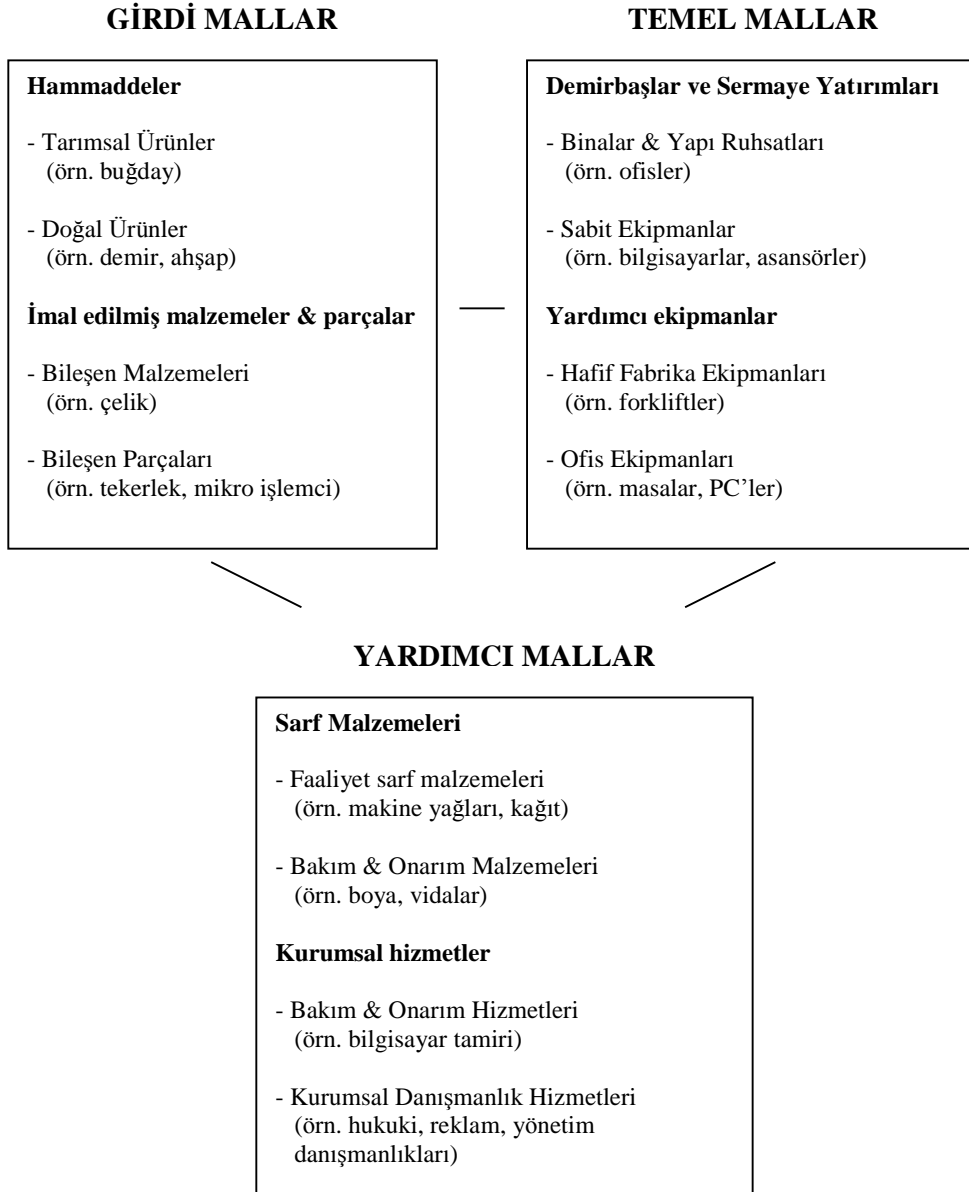 GİRDİ MALLAR
Hammaddeler
- Tarımsal Ürünler
(örn. buğday)
- Doğal Ürünler
(örn. demir, ahşap)
İmal edilmiş malzemeler & parçalar
- Bileşen Malzemeleri
(örn. çelik)
- Bileşen Parçaları
(örn. tekerlek, mikro işlemci)
TEMEL MALLAR
Demirbaşlar ve Sermaye Yatırımları
- Binalar & Yapı Ruhsatları
(örn. ofisler)
- Sabit Ekipmanlar
(örn. bilgisayarlar, asansörler)
Yardımcı ekipmanlar
- Hafif Fabrika Ekipmanları
(örn. forkliftler)
- Ofis Ekipmanları
(örn. masalar, PC’ler)
YARDIMCI MALLAR
Sarf Malzemeleri
- Faaliyet sarf malzemeleri
(örn. makine yağları, kağıt)
- Bakım & Onarım Malzemeleri
(örn. boya, vidalar)
Kurumsal hizmetler
- Bakım & Onarım Hizmetleri
(örn. bilgisayar tamiri)
- Kurumsal Danışmanlık Hizmetleri
(örn. hukuki, reklam, yönetim
danışmanlıkları)